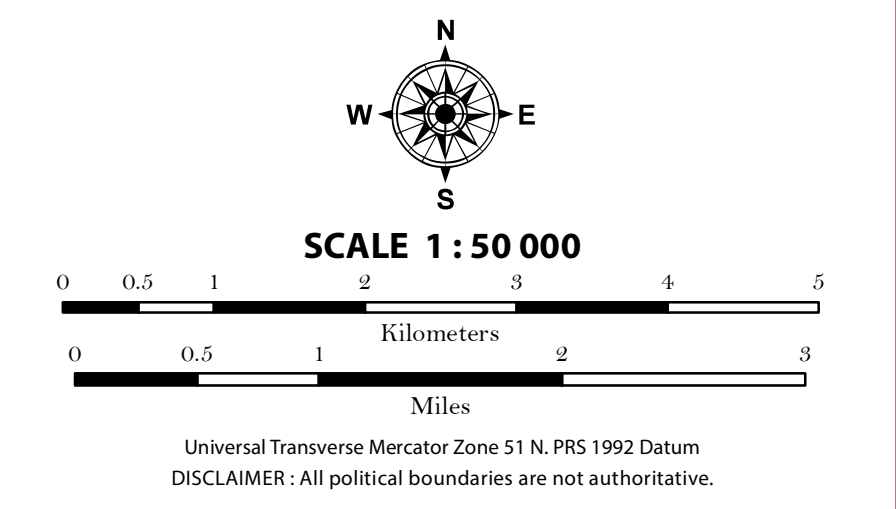 N
W E
S
SCALE 1 : 50 000
0 0.5 1 2 3 4 5
Kilometers
0 0.5 1 2 3
Miles
Universal Transverse Mercator Zone 51 N. PRS 1992 Datum
DISCLAIMER : All political boundaries are not authoritative.